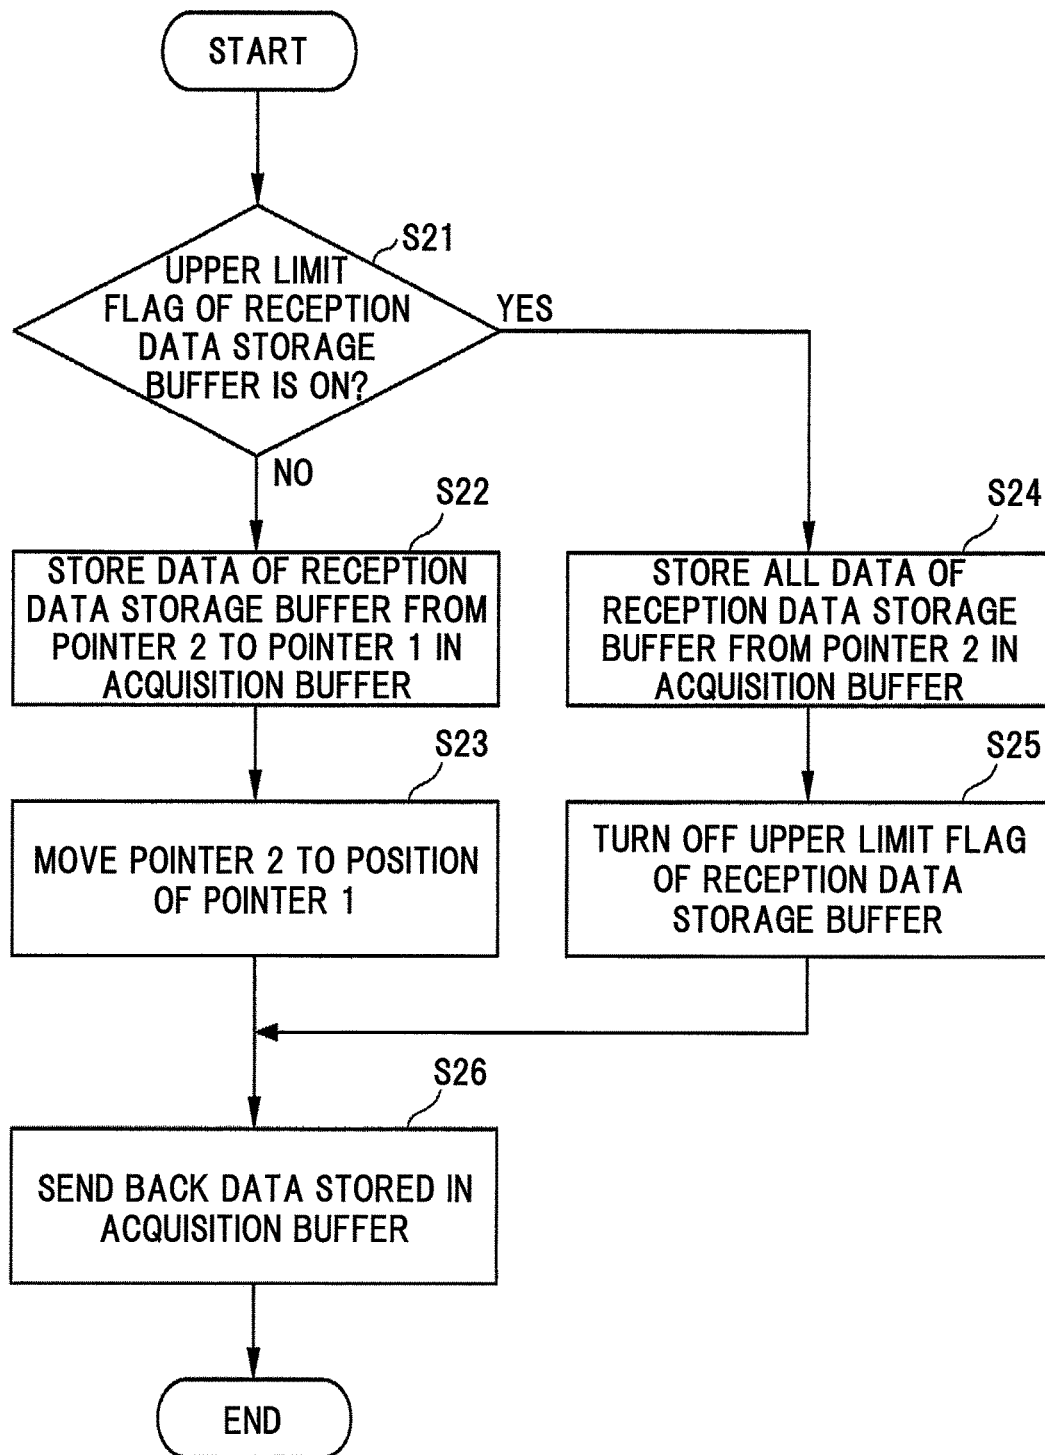 START
S21
UPPER LIMIT
FLAG OF RECEPTION
DATA STORAGE
BUFFER IS ON?
YES
NO
S22
STORE DATA OF RECEPTION
DATA STORAGE BUFFER FROM
POINTER 2 TO POINTER 1 IN
ACQUISITION BUFFER
S24
STORE ALL DATA OF
RECEPTION DATA STORAGE
BUFFER FROM POINTER 2 IN
ACQUISITION BUFFER
S23
MOVE POINTER 2 TO POSITION
OF POINTER 1
S25
TURN OFF UPPER LIMIT FLAG
OF RECEPTION DATA
STORAGE BUFFER
S26
SEND BACK DATA STORED IN
ACQUISITION BUFFER
END